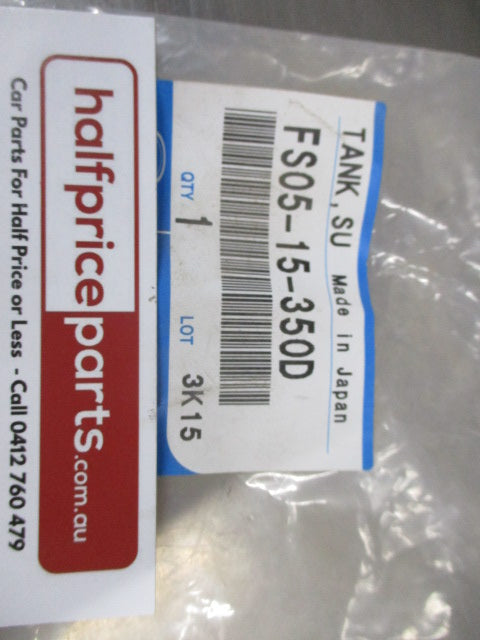 TANK, SU Made in Japan
FS05-15-350D
QTY 1 LOT 3K15
halfpriceparts.com.au
Car Parts For Half Price or Less - Call 0412 760 479